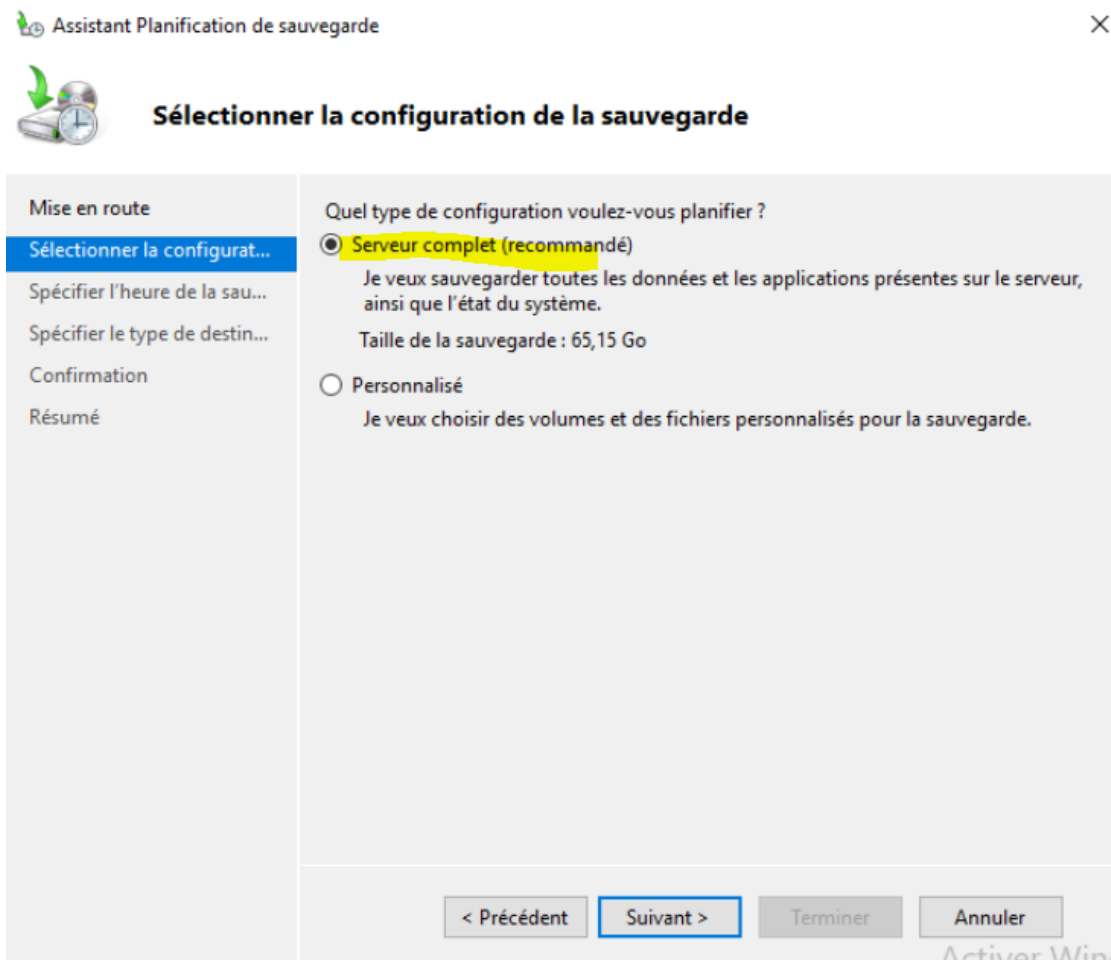 Assistant Planification de sauvegarde
Sélectionner la configuration de la sauvegarde
Mise en route
Sélectionner la configurat...
Spécifier l'heure de la sau...
Spécifier le type de destin...
Confirmation
Résumé
Quel type de configuration voulez-vous planifier ?
Serveur complet (recommandé)
Je veux sauvegarder toutes les données et les applications présentes sur le serveur,
ainsi que l'état du système.
Taille de la sauvegarde : 65,15 Go
Personnalisé
Je veux choisir des volumes et des fichiers personnalisés pour la sauvegarde.
< Précédent
Suivant >
Terminer
Annuler
Activer Win